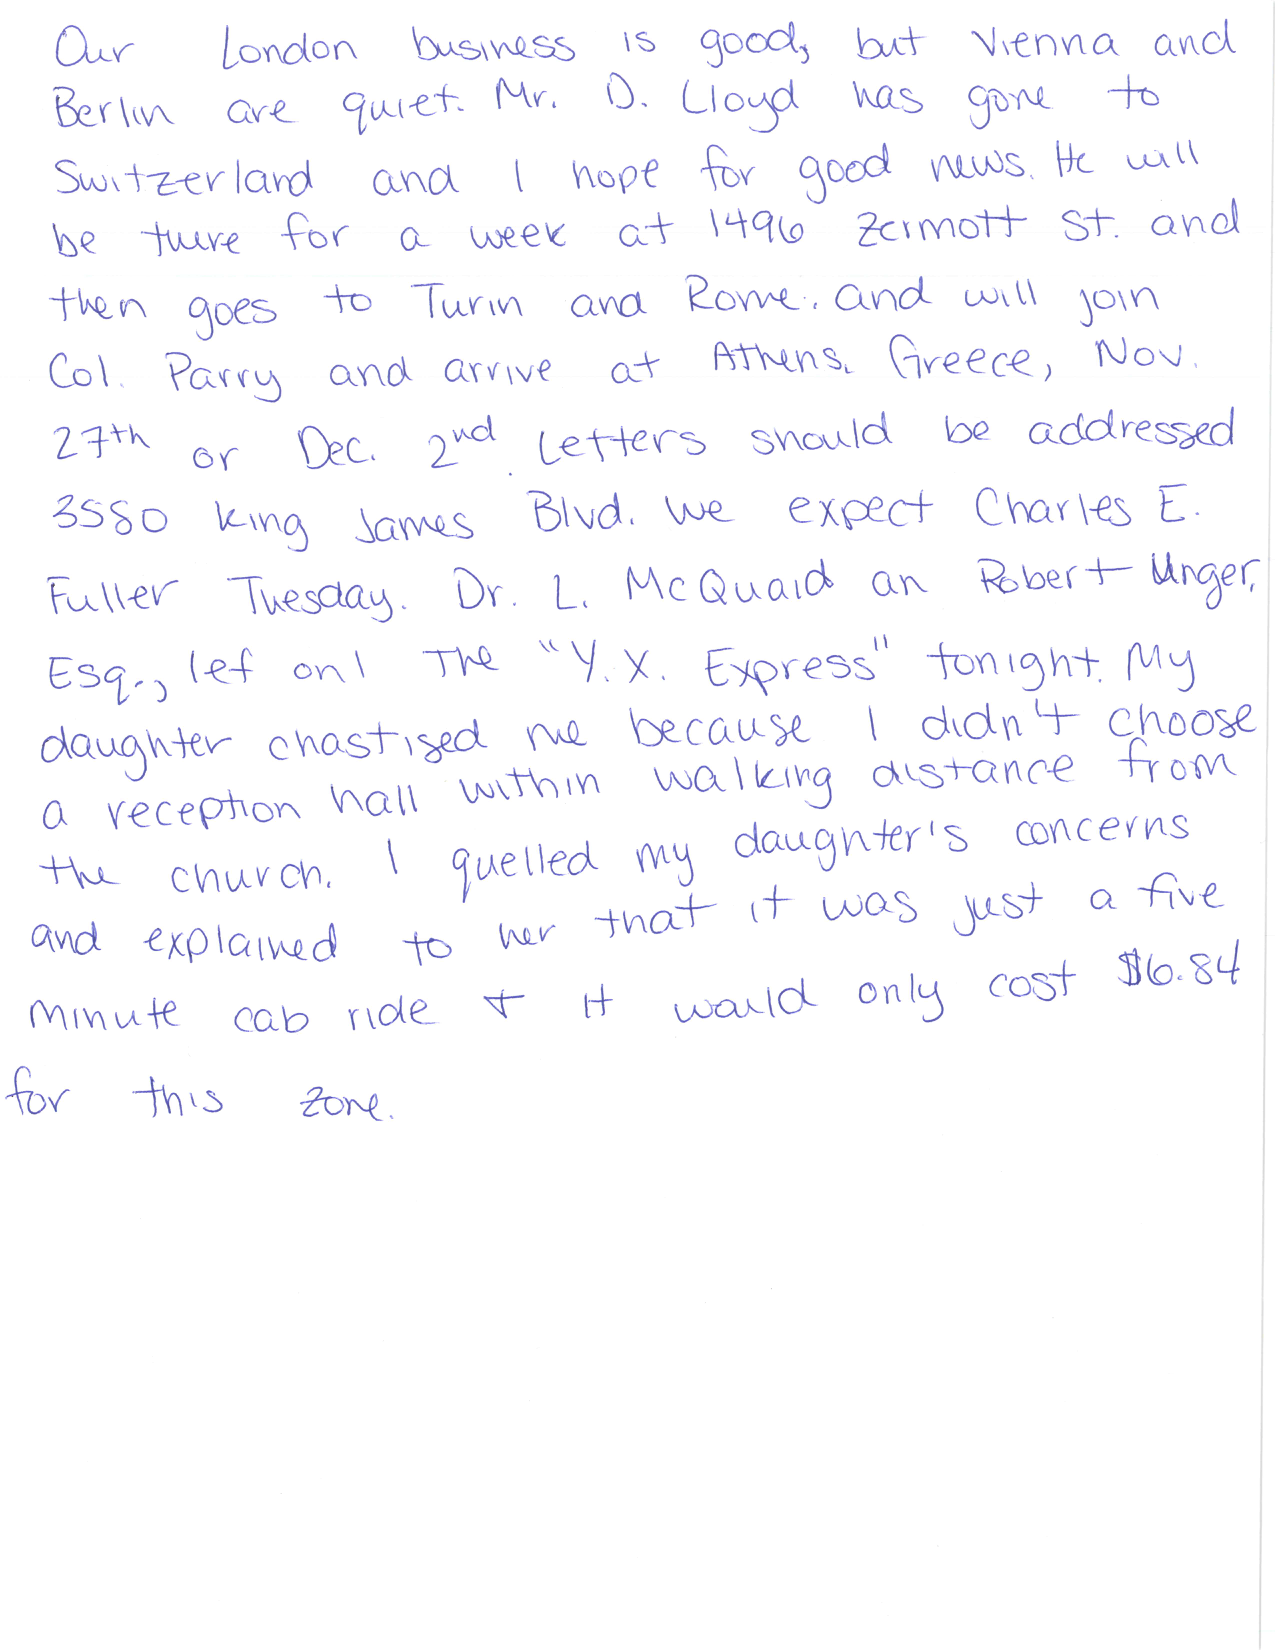 Our London business is good, but Vienna and
Berlin are quiet. Mr. D. Lloyd has gone to
Switzerland and I hope for good news. He will
be there for a week at 1496 Zermott St. and
then goes to Turin and Rome. and will join
Col. Parry and arrive at Athens. Greece, Nov.
27th or Dec. 2nd. Letters should be addressed
3580 King James Blvd. We expect Charles E.
Fuller Tuesday. Dr. L. McQuaid an Robert Unger,
Esq., lef onl The "Y.X. Express" tonight. My
daughter chastised me because I didn't choose
a reception hall within walking distance from
the church. I quelled my daughter's concerns
and explained to her that it was just a five
minute cab ride & it would only cost $6.84
for this zone.